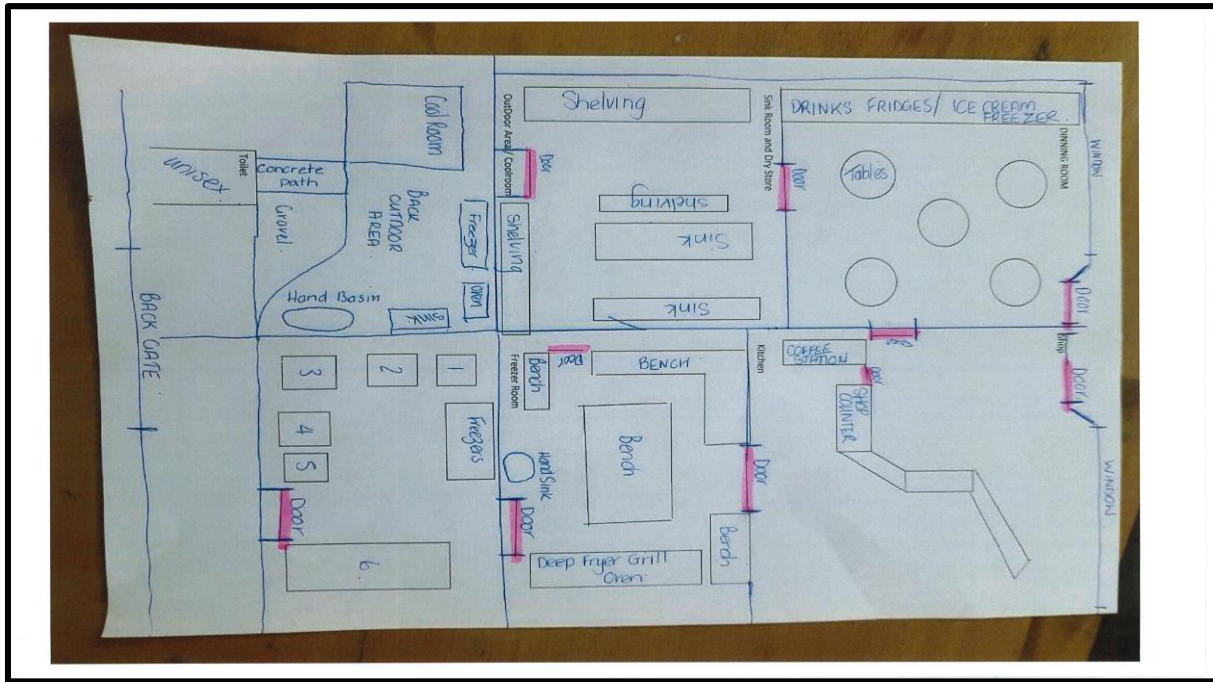 DRINKS FRIDGES/ ICE CREAM
FREEZER.
WINDOW
DINNING ROOM
Tables
Door
Sink Room and Dry Store
Door
Shelving
Shelving
Sink
Sink
Door
OutDoor Area/ Coolroom
Shelving
Cool Room
BACK
OUTDOOR
AREA
Freezer
Oven
Sink
Hand Basin
concrete
path
Gravel.
Toilet
unisex.
BACK GATE
Door
Shop
Door
WINDOW
COFFEE
STATION
Door
SHOP
COUNTER
Kitchen
BENCH
Door
Bench
Door
Bench
Freezer Room
Bench
Hand Sink
Door
Deep Fryer Grill
Oven.
1
2
3
4
5
6.
Freezers
Door